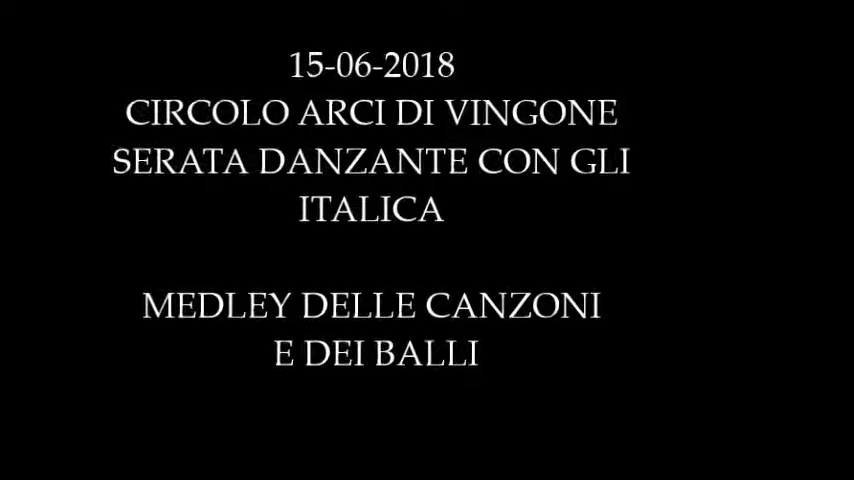 15-06-2018
CIRCOLO ARCI DI VINGONE
SERATA DANZANTE CON GLI
ITALICA
MEDLEY DELLE CANZONI
E DEI BALLI